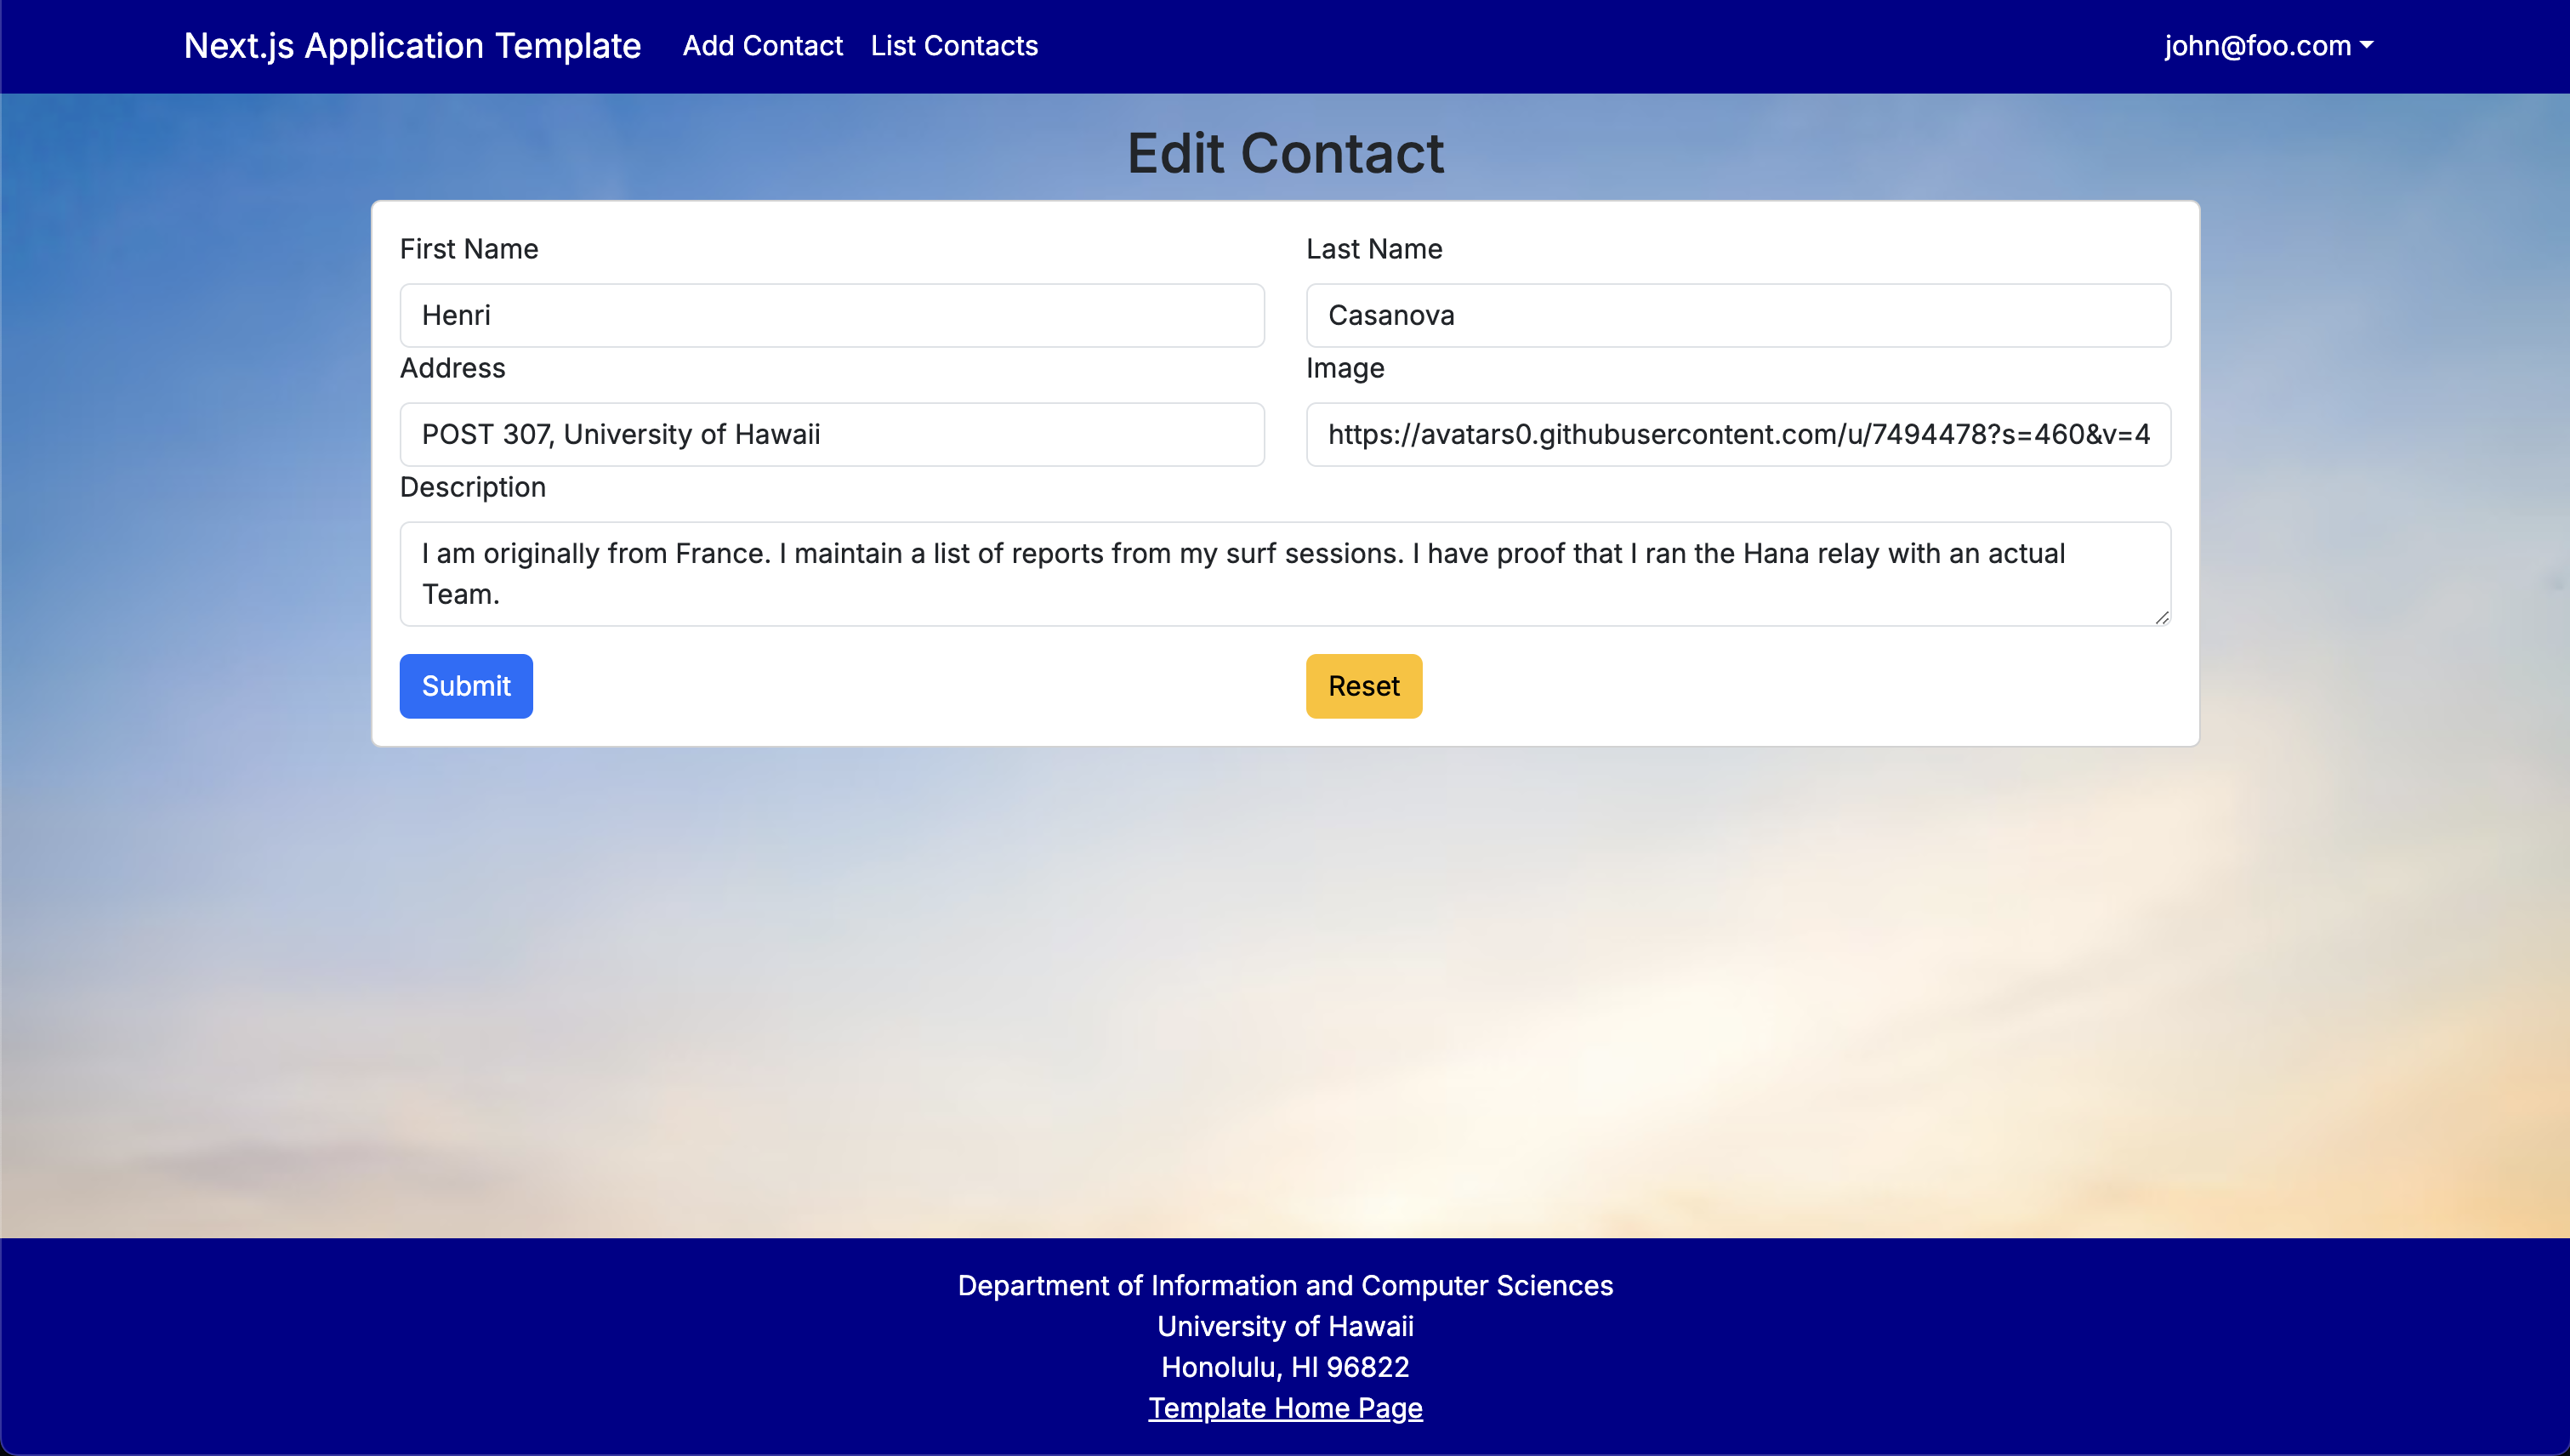 Next.js Application Template Add Contact List Contacts john@foo.com
Edit Contact
First Name Last Name
Henri Casanova
Address Image
POST 307, University of Hawaii https://avatars0.githubusercontent.com/u/7494478?s=460&v=4
Description
I am originally from France. I maintain a list of reports from my surf sessions. I have proof that I ran the Hana relay with an actual
Team.
Submit Reset
Department of Information and Computer Sciences
University of Hawaii
Honolulu, HI 96822
Template Home Page